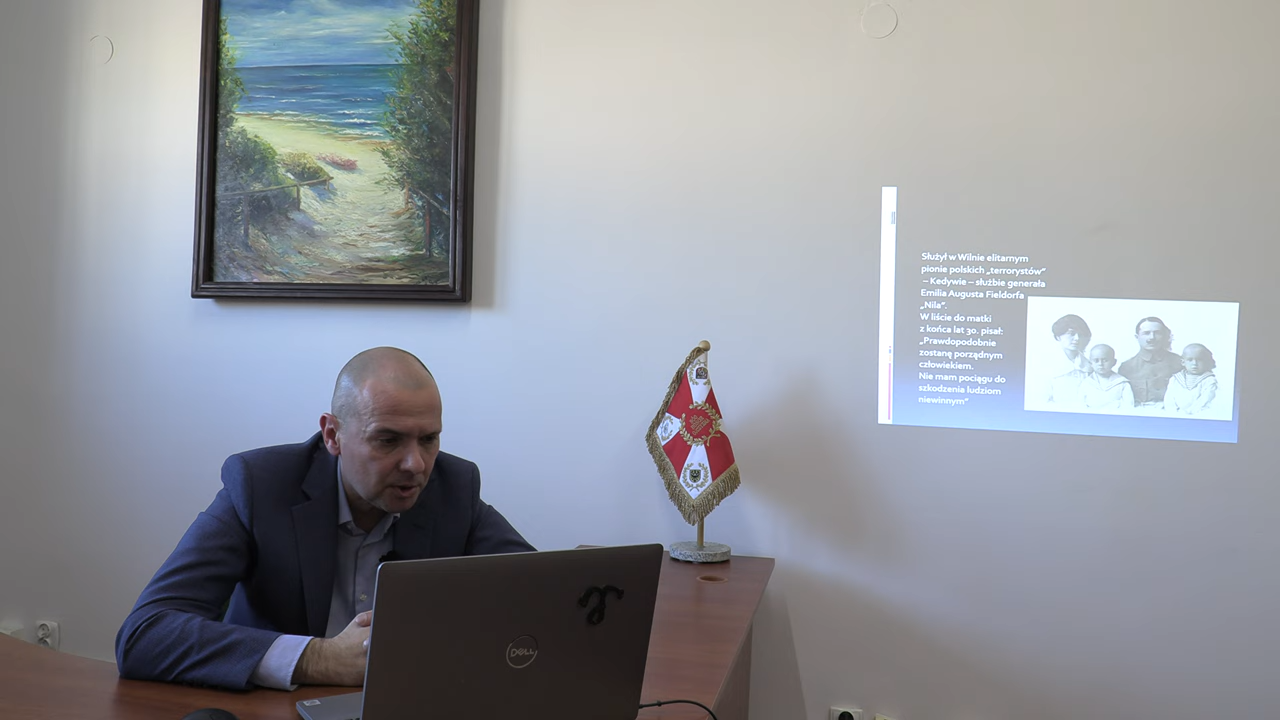 Służył w Wilnie elitarnym
pionie polskich „terrorystów”
– Kedywie – służbie generała
Emilia Augusta Fieldorfa
„Nila”.
W liście do matki
z końca lat 30. pisał:
„Prawdopodobnie
zostanę porządnym
człowiekiem.
Nie mam pociągu do
szkodzenia ludziom
niewinnym”
DELL